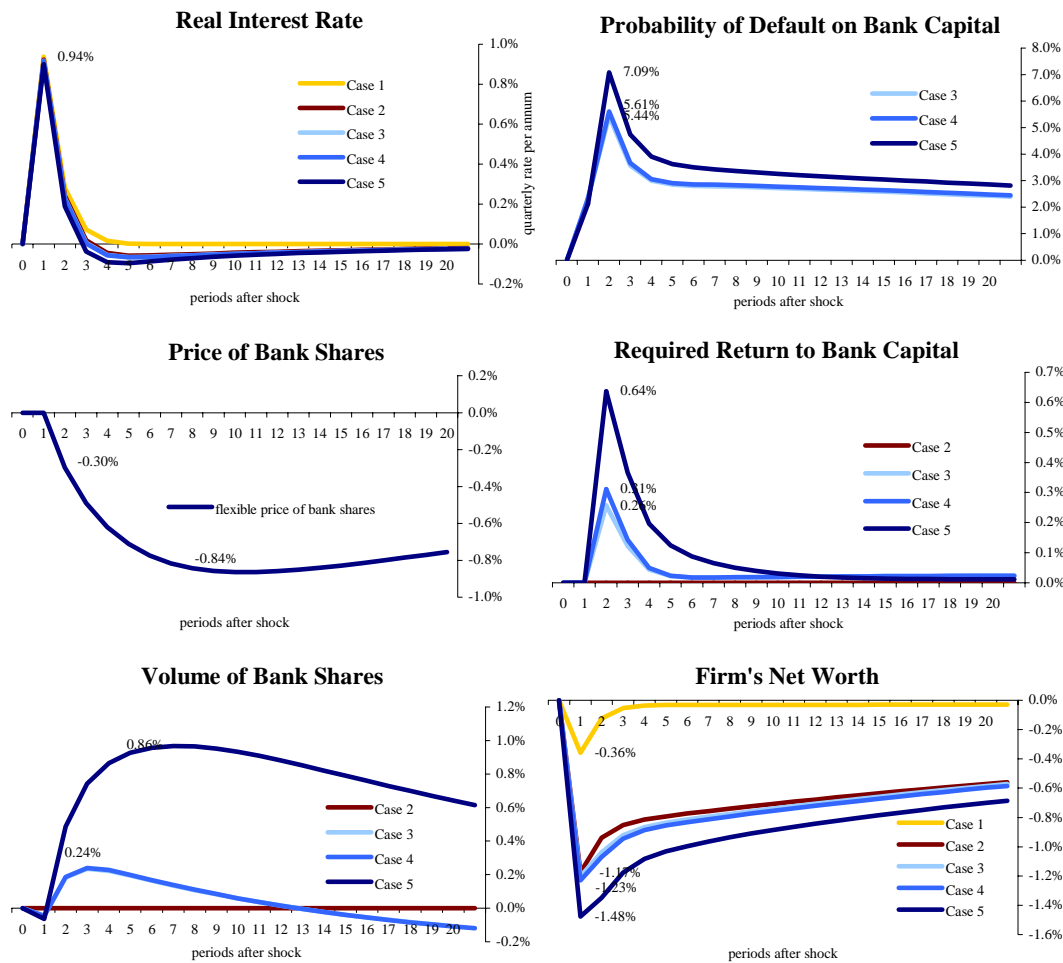 Real Interest Rate
1.0%
0.8%
0.6%
0.4%
0.2%
0.0%
-0.2%
quarterly rate per annum
0.94%
Case 1
Case 2
Case 3
Case 4
Case 5
0 1 2 3 4 5 6 7 8 9 10 11 12 13 14 15 16 17 18 19 20
periods after shock
Probability of Default on Bank Capital
8.0%
7.0%
6.0%
5.0%
4.0%
3.0%
2.0%
1.0%
0.0%
7.09%
5.61%
5.44%
Case 3
Case 4
Case 5
0 1 2 3 4 5 6 7 8 9 10 11 12 13 14 15 16 17 18 19 20
periods after shock
Price of Bank Shares
0.2%
0.0%
-0.2%
-0.4%
-0.6%
-0.8%
-1.0%
0 1 2 3 4 5 6 7 8 9 10 11 12 13 14 15 16 17 18 19 20
-0.30%
flexible price of bank shares
-0.84%
periods after shock
Required Return to Bank Capital
0.7%
0.6%
0.5%
0.4%
0.3%
0.2%
0.1%
0.0%
0.64%
0.31%
0.26%
Case 2
Case 3
Case 4
Case 5
0 1 2 3 4 5 6 7 8 9 10 11 12 13 14 15 16 17 18 19 20
periods after shock
Volume of Bank Shares
1.2%
1.0%
0.8%
0.6%
0.4%
0.2%
0.0%
-0.2%
0.86%
0.24%
Case 2
Case 3
Case 4
Case 5
0 1 2 3 4 5 6 7 8 9 10 11 12 13 14 15 16 17 18 19 20
periods after shock
Firm's Net Worth
0.0%
-0.2%
-0.4%
-0.6%
-0.8%
-1.0%
-1.2%
-1.4%
-1.6%
0 1 2 3 4 5 6 7 8 9 10 11 12 13 14 15 16 17 18 19 20
-0.36%
-1.17%
-1.23%
-1.48%
Case 1
Case 2
Case 3
Case 4
Case 5
periods after shock